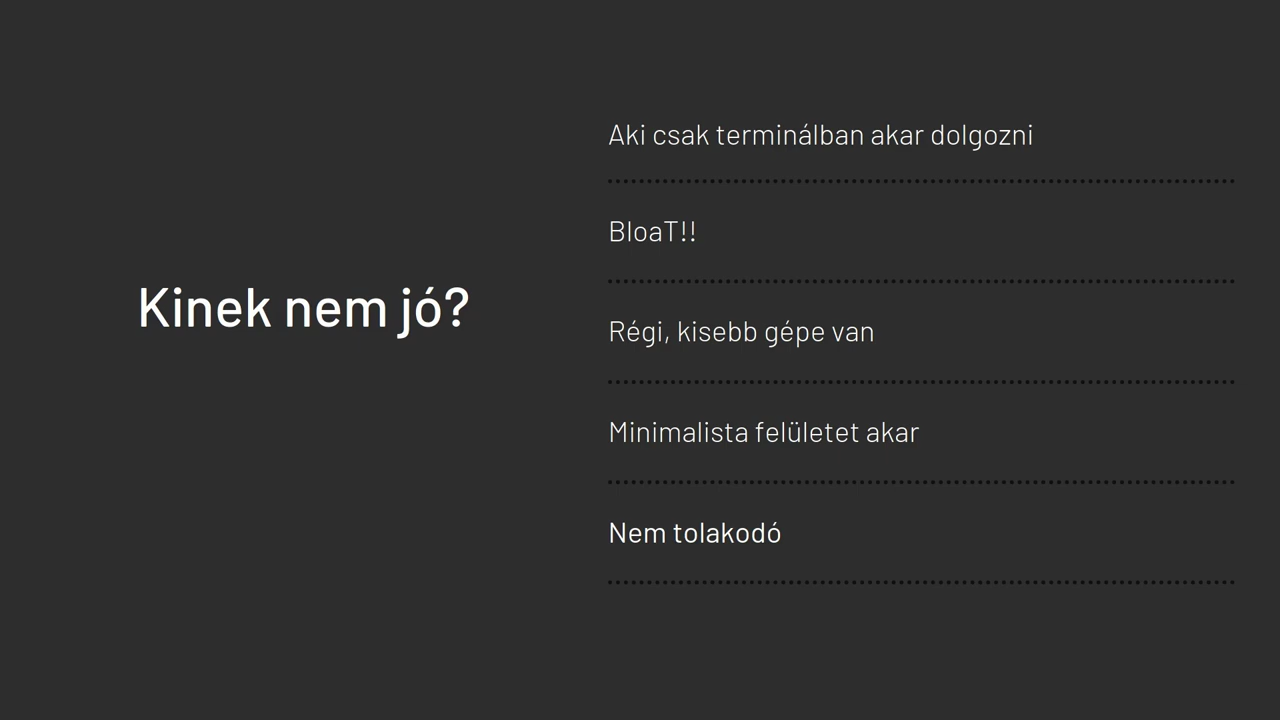 Kinek nem jó?
Aki csak terminálban akar dolgozni
BloaT!!
Régi, kisebb gépe van
Minimalista felületet akar
Nem tolakodó